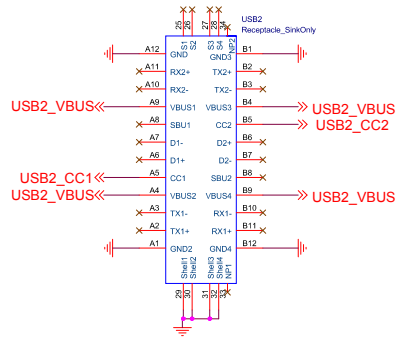 USB2
Receptacle_SinkOnly
25 26 27 28 34
S1 S2 S3 S4 NP2
A12 GND GND3 B1
A11 RX2+ TX2+ B2
A10 RX2- TX2- B3
USB2_VBUS A9 VBUS1 VBUS3 B4 USB2_VBUS
A8 SBU1 CC2 B5 USB2_CC2
A7 D1- D2+ B6
A6 D1+ D2- B7
USB2_CC1 A5 CC1 SBU2 B8
USB2_VBUS A4 VBUS2 VBUS4 B9 USB2_VBUS
A3 TX1- RX1- B10
A2 TX1+ RX1+ B11
A1 GND2 GND4 B12
Shell1 Shell2 Shell3 Shell4 NP1
29 30 31 32 33